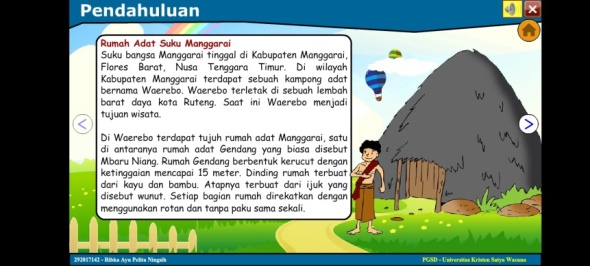 Pendahuluan
Rumah Adat Suku Manggarai
Suku bangsa Manggarai tinggal di Kabupaten Manggarai,
Flores Barat, Nusa Tenggara Timur. Di wilayah
Kabupaten Manggarai terdapat sebuah kampong adat
bernama Waerebo. Waerebo terletak di sebuah lembah
barat daya kota Ruteng. Saat ini Waerebo menjadi
tujuan wisata.
Di Waerebo terdapat tujuh rumah adat Manggarai, satu
di antaranya rumah adat Gendang yang biasa disebut
Mbaru Niang. Rumah Gendang berbentuk kerucut dengan
ketinggaian mencapai 15 meter. Dinding rumah terbuat
dari kayu dan bambu. Atapnya terbuat dari ijuk yang
disebut wunut. Setiap bagian rumah direkatkan dengan
menggunakan rotan dan tanpa paku sama sekali.
292017142 - Ribka Ayu Pelita Ningsih
PGSD - Universitas Kristen Satya Wacana